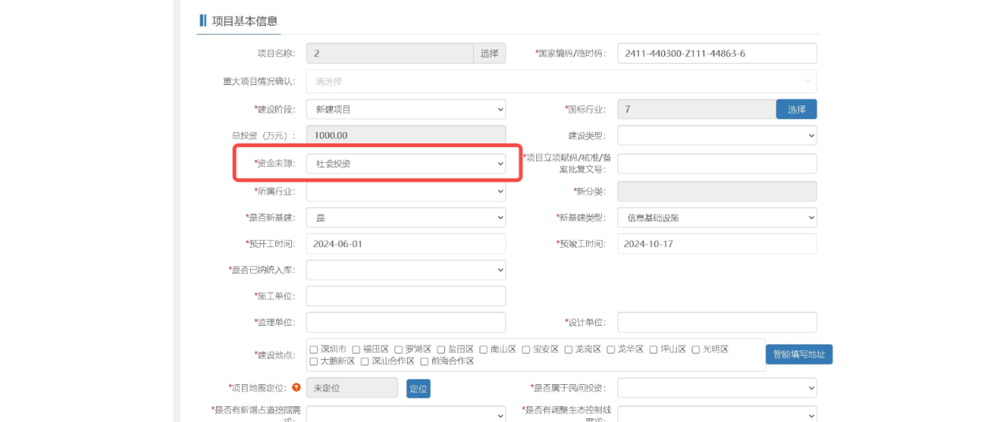 项目基本信息
项目名称: 2 选择 *国家编码/临时码: 2411-440300-Z111-44863-6
重大项目情况确认: 请选择
*建设阶段: 新建项目 *国标行业: 7 选择
总投资（万元）: 1000.00 建设类型:
*资金来源: 社会投资 *项目立项赋码/核准/备
案批复文号:
*所属行业: *新分类:
*是否新基建: 是 *新基建类型: 信息基础设施
*预开工时间: 2024-06-01 *预竣工时间: 2024-10-17
*是否已纳统入库:
*施工单位:
*监理单位: *设计单位:
*建设地点: 深圳市 福田区 罗湖区 盐田区 南山区 宝安区 龙岗区 龙华区 坪山区 光明区
大鹏新区 深汕合作区 前海合作区 智能填写地址
*项目地图定位: ? 未定位 定位 *是否属于民间投资:
*是否有新增占道挖掘需 *是否有调整生态控制线
求: 需求: